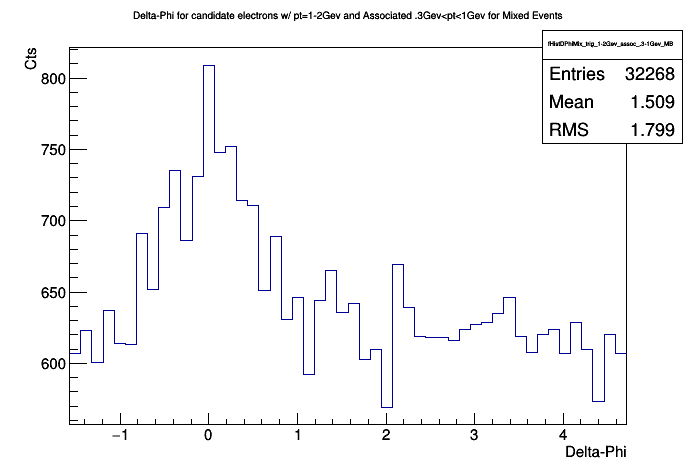 Delta-Phi for candidate electrons w/ pt=1-2Gev and Associated .3Gev<pt<1Gev for Mixed Events
fHistDPhiMix_trig_1-2Gev_assoc_.3-1Gev_MB
Entries 32268
Mean 1.509
RMS 1.799
Cts
800
750
700
650
600
−1 0 1 2 3 4
Delta-Phi